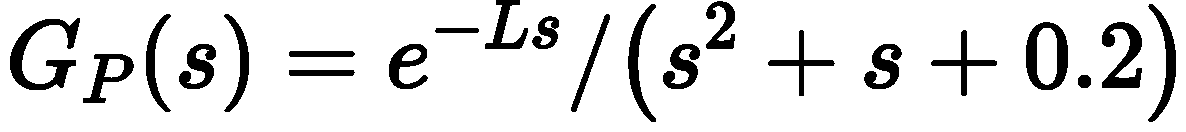 G_P(s) = e^{-Ls}/(s^2 + s + 0.2)